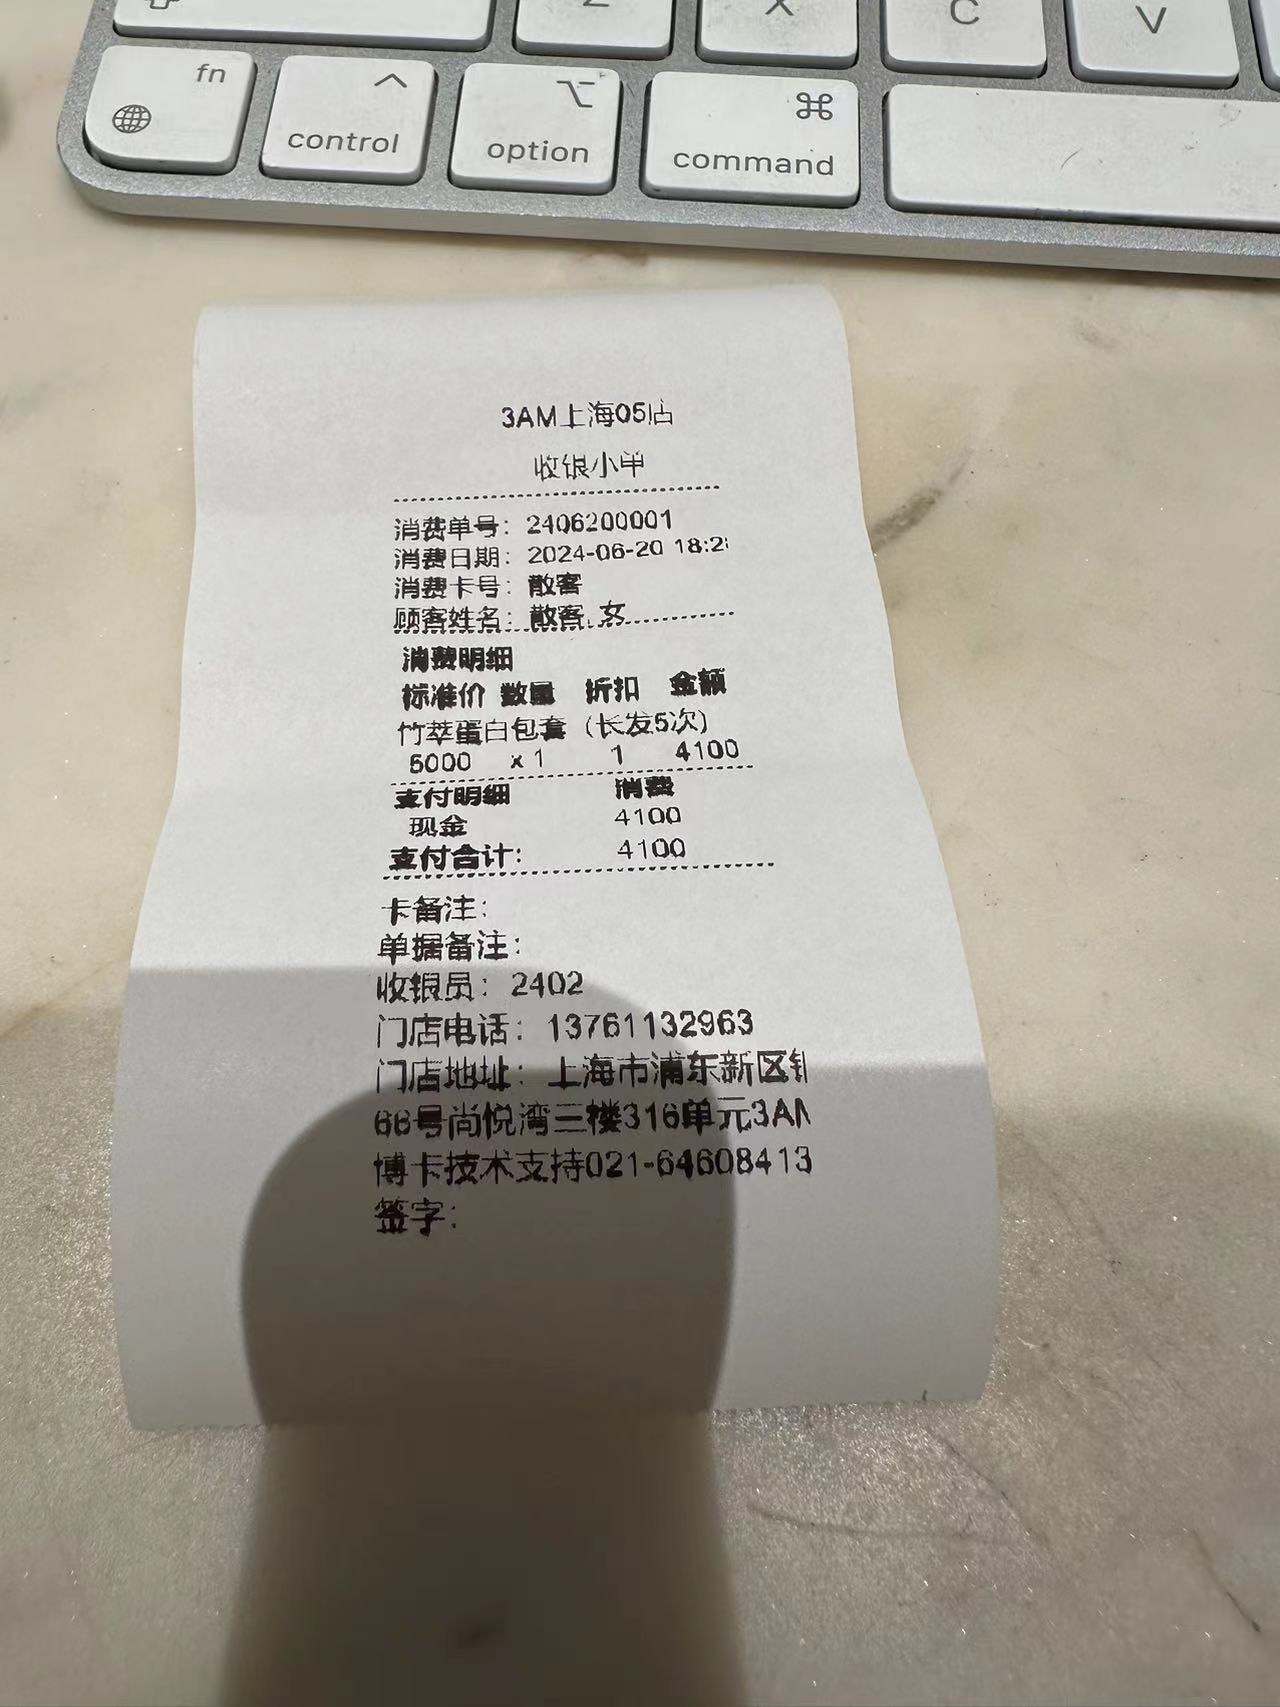 Z X C V
fn control option command
3AM上海05店
收银小单
消费单号：2406200001
消费日期：2024-06-20 18:2
消费卡号：散客
顾客姓名：散客 女
消费明细
标准价 数量 折扣 金额
竹萃蛋白包套（长发5次）
5000 x 1 1 4100
支付明细 消费
现金 4100
支付合计： 4100
卡备注：
单据备注：
收银员：2402
门店电话：13761132963
门店地址：上海市浦东新区
66号尚悦湾三楼316单元3AM
博卡技术支持021-64608413
签字：